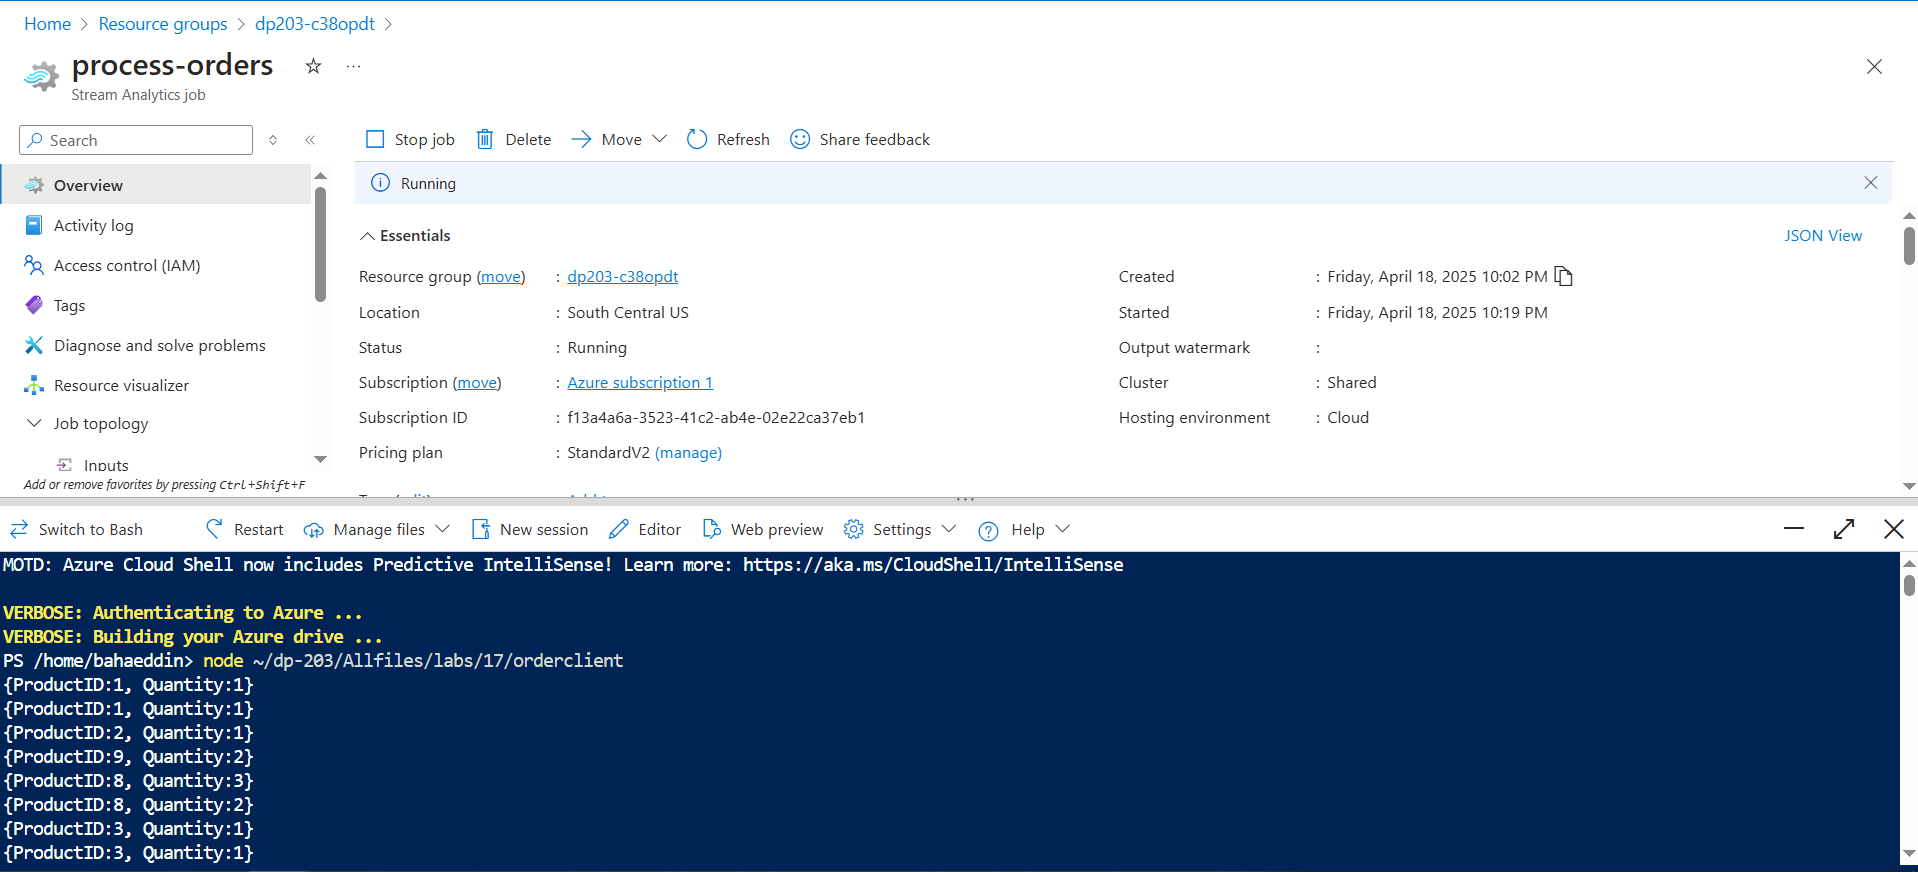 Home > Resource groups > dp203-c38opdt >
process-orders
Stream Analytics job
Search
Stop job Delete Move Refresh Share feedback
Overview
Activity log
Access control (IAM)
Tags
Diagnose and solve problems
Resource visualizer
Job topology
Inputs
Add or remove favorites by pressing Ctrl+Shift+F
Running
Essentials
JSON View
Resource group (move) : dp203-c38opdt
Location : South Central US
Status : Running
Subscription (move) : Azure subscription 1
Subscription ID : f13a4a6a-3523-41c2-ab4e-02e22ca37eb1
Pricing plan : StandardV2 (manage)
Created : Friday, April 18, 2025 10:02 PM
Started : Friday, April 18, 2025 10:19 PM
Output watermark :
Cluster : Shared
Hosting environment : Cloud
Switch to Bash Restart Manage files New session Editor Web preview Settings Help
MOTD: Azure Cloud Shell now includes Predictive IntelliSense! Learn more: https://aka.ms/CloudShell/IntelliSense
VERBOSE: Authenticating to Azure ...
VERBOSE: Building your Azure drive ...
PS /home/bahaeddin> node ~/dp-203/Allfiles/labs/17/orderclient
{ProductID:1, Quantity:1}
{ProductID:1, Quantity:1}
{ProductID:2, Quantity:1}
{ProductID:9, Quantity:2}
{ProductID:8, Quantity:3}
{ProductID:8, Quantity:2}
{ProductID:3, Quantity:1}
{ProductID:3, Quantity:1}